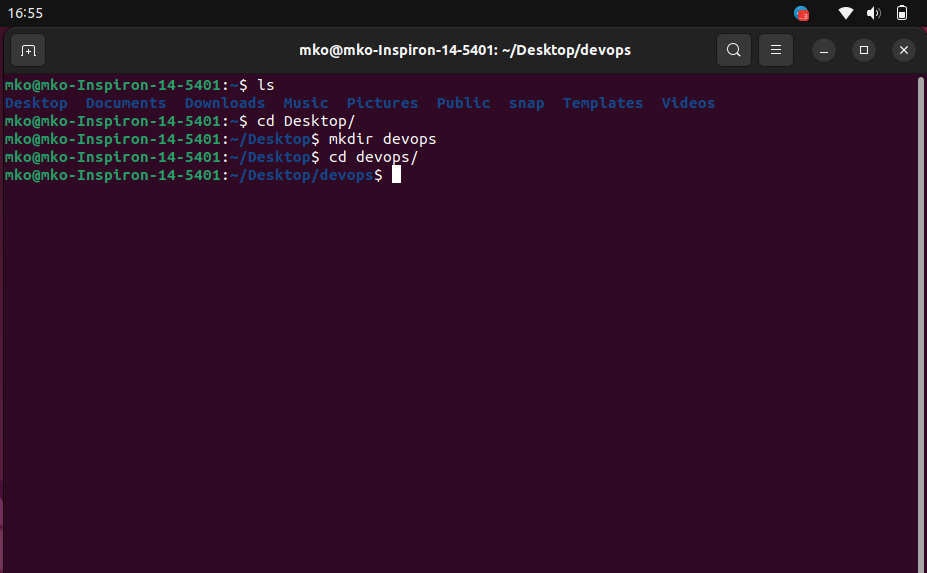 16:55
3
mko@mko-Inspiron-14-5401: ~/Desktop/devops
mko@mko-Inspiron-14-5401:~$ ls
Desktop  Documents  Downloads  Music  Pictures  Public  snap  Templates  Videos
mko@mko-Inspiron-14-5401:~$ cd Desktop/
mko@mko-Inspiron-14-5401:~/Desktop$ mkdir devops
mko@mko-Inspiron-14-5401:~/Desktop$ cd devops/
mko@mko-Inspiron-14-5401:~/Desktop/devops$